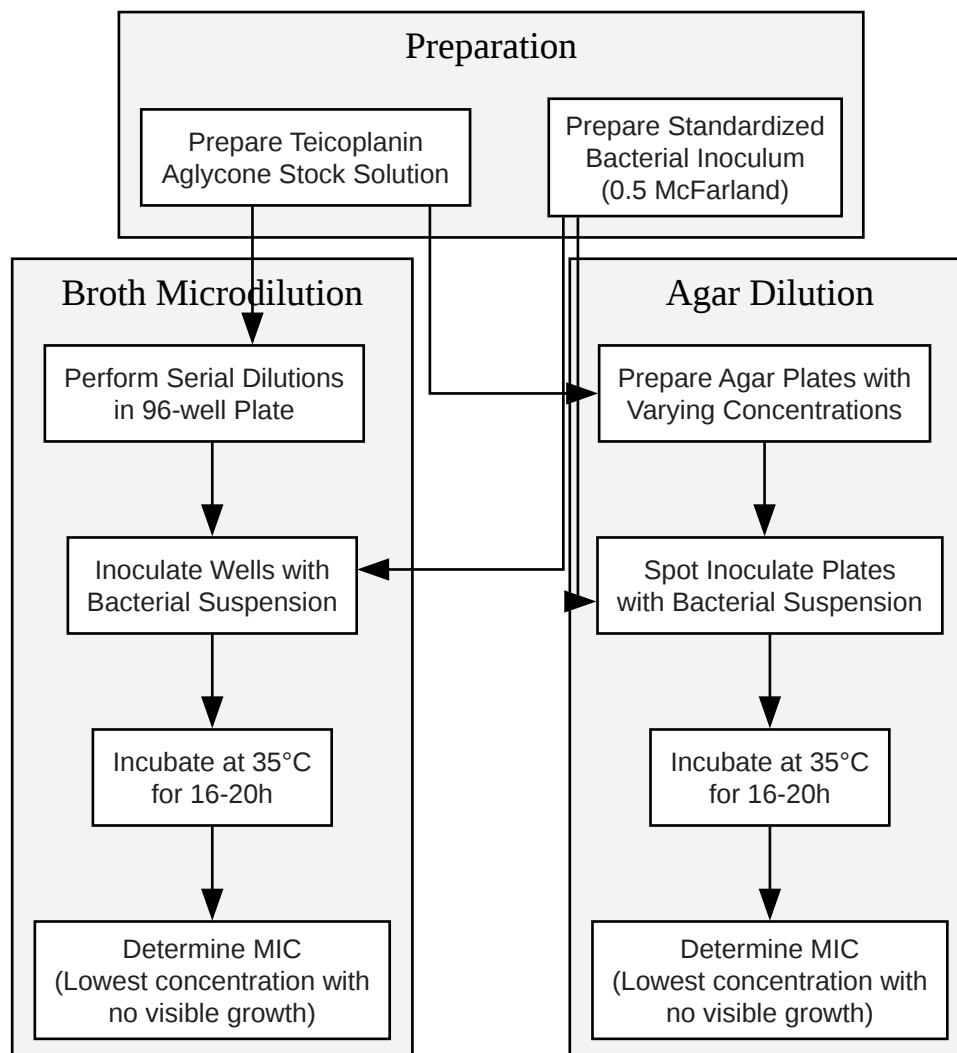 Preparation
Prepare Teicoplanin
Aglycone Stock Solution
Prepare Standardized
Bacterial Inoculum
(0.5 McFarland)
Broth Microdilution
Perform Serial Dilutions
in 96-well Plate
Inoculate Wells with
Bacterial Suspension
Incubate at 35°C
for 16-20h
Determine MIC
(Lowest concentration with
no visible growth)
Agar Dilution
Prepare Agar Plates with
Varying Concentrations
Spot Inoculate Plates
with Bacterial Suspension
Incubate at 35°C
for 16-20h
Determine MIC
(Lowest concentration with
no visible growth)